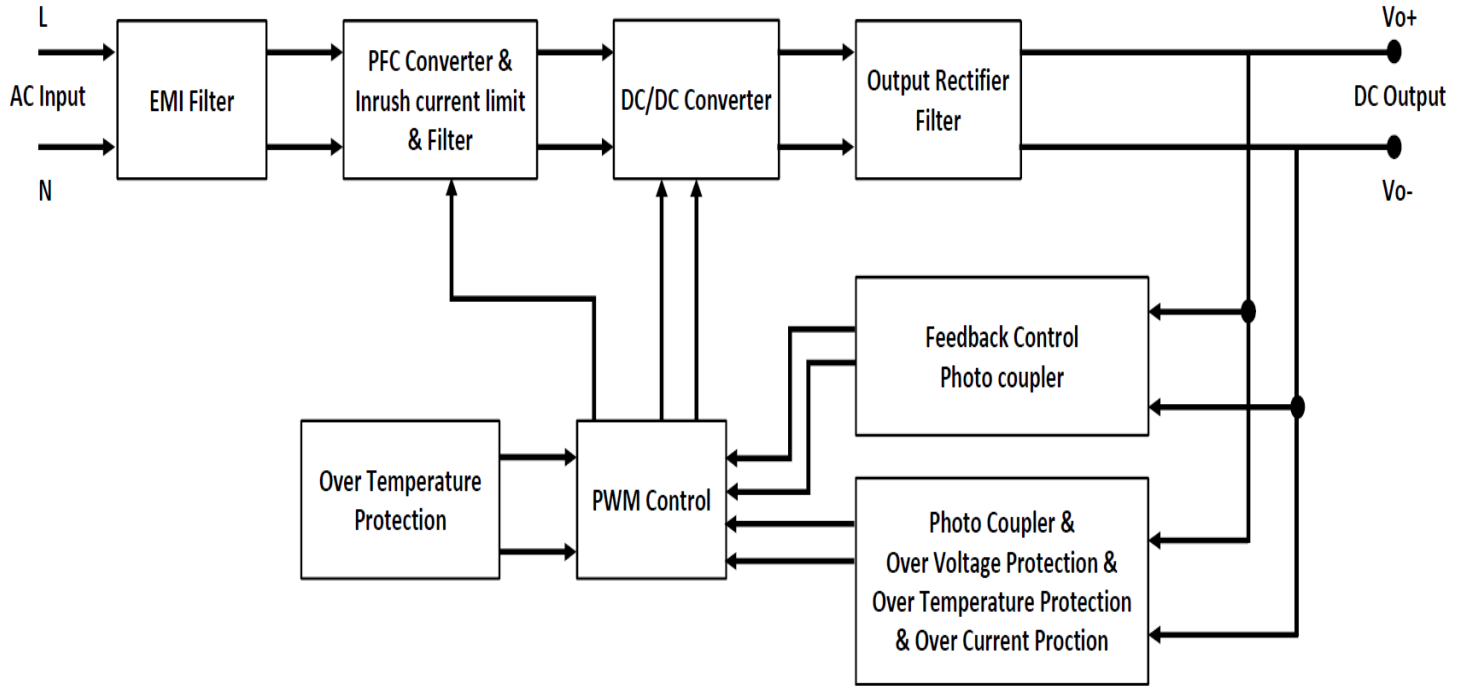 L
AC Input
N
EMI Filter
PFC Converter &
Inrush current limit
& Filter
DC/DC Converter
Output Rectifier
Filter
Vo+
DC Output
Vo-
Feedback Control
Photo coupler
Over Temperature
Protection
PWM Control
Photo Coupler &
Over Voltage Protection &
Over Temperature Protection
& Over Current Proction